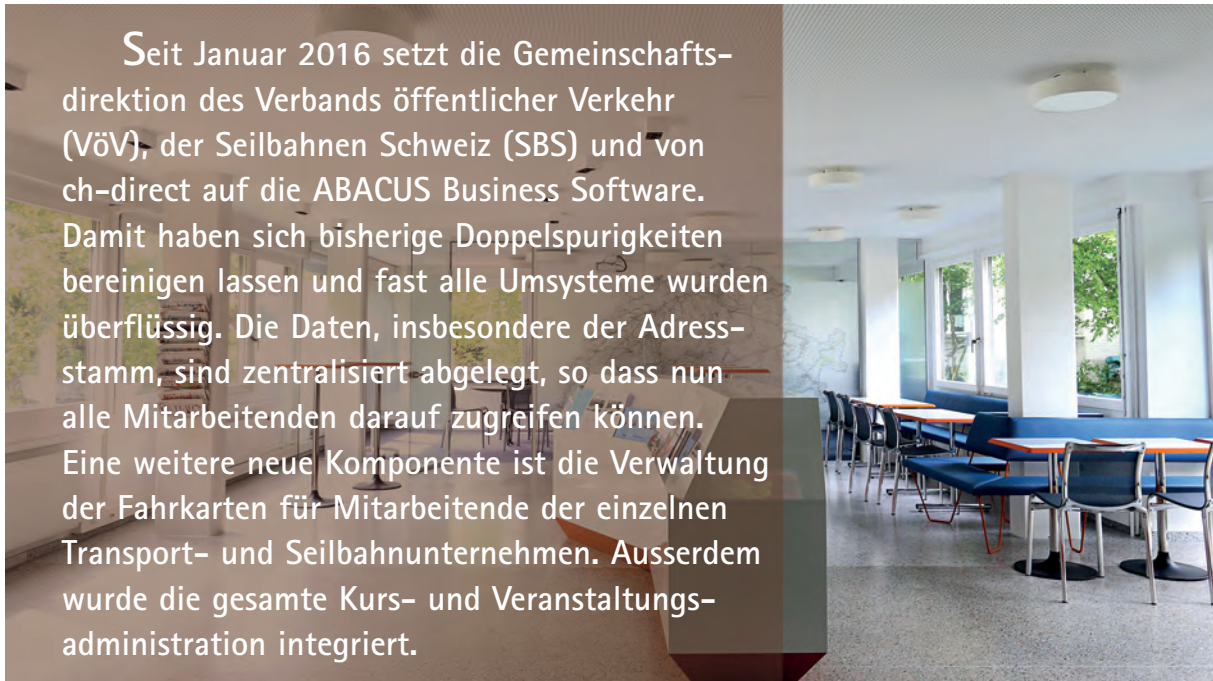 Seit Januar 2016 setzt die Gemeinschafts-
direktion des Verbands öffentlicher Verkehr
(VöV), der Seilbahnen Schweiz (SBS) und von
ch-direct auf die ABACUS Business Software.
Damit haben sich bisherige Doppelspurigkeiten
bereinigen lassen und fast alle Umsysteme wurden
überflüssig. Die Daten, insbesondere der Adress-
stamm, sind zentralisiert abgelegt, so dass nun
alle Mitarbeitenden darauf zugreifen können.
Eine weitere neue Komponente ist die Verwaltung
der Fahrkarten für Mitarbeitende der einzelnen
Transport- und Seilbahnunternehmen. Ausserdem
wurde die gesamte Kurs- und Veranstaltungs-
administration integriert.